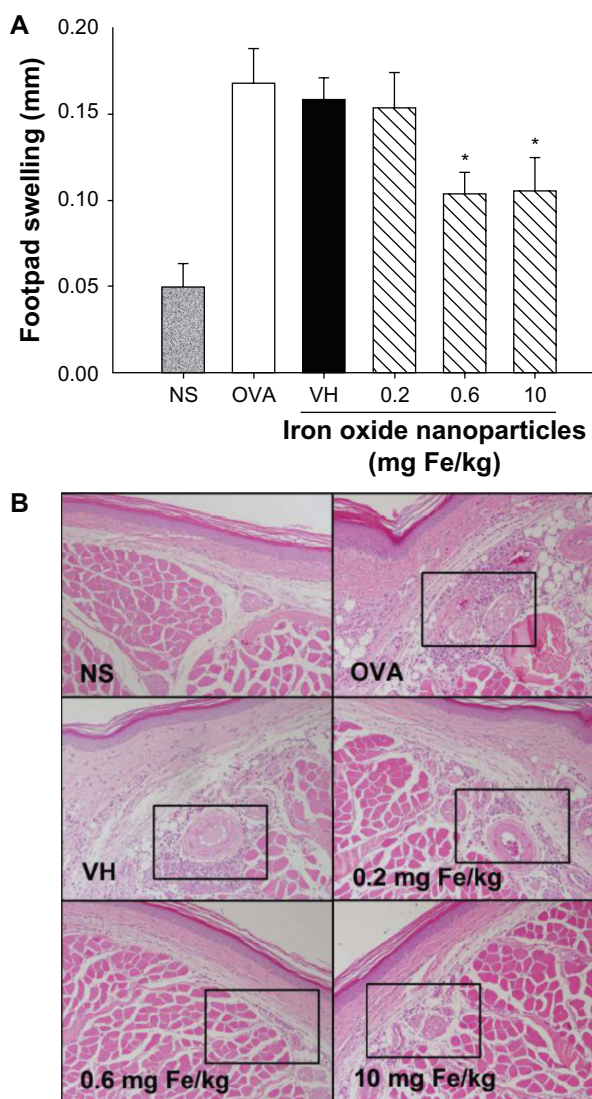 A
0.20
0.15
0.10
0.05
0.00
Footpad swelling (mm)
*
*
NS OVA VH 0.2 0.6 10
Iron oxide nanoparticles
(mg Fe/kg)
B
NS
OVA
VH
0.2 mg Fe/kg
0.6 mg Fe/kg
10 mg Fe/kg